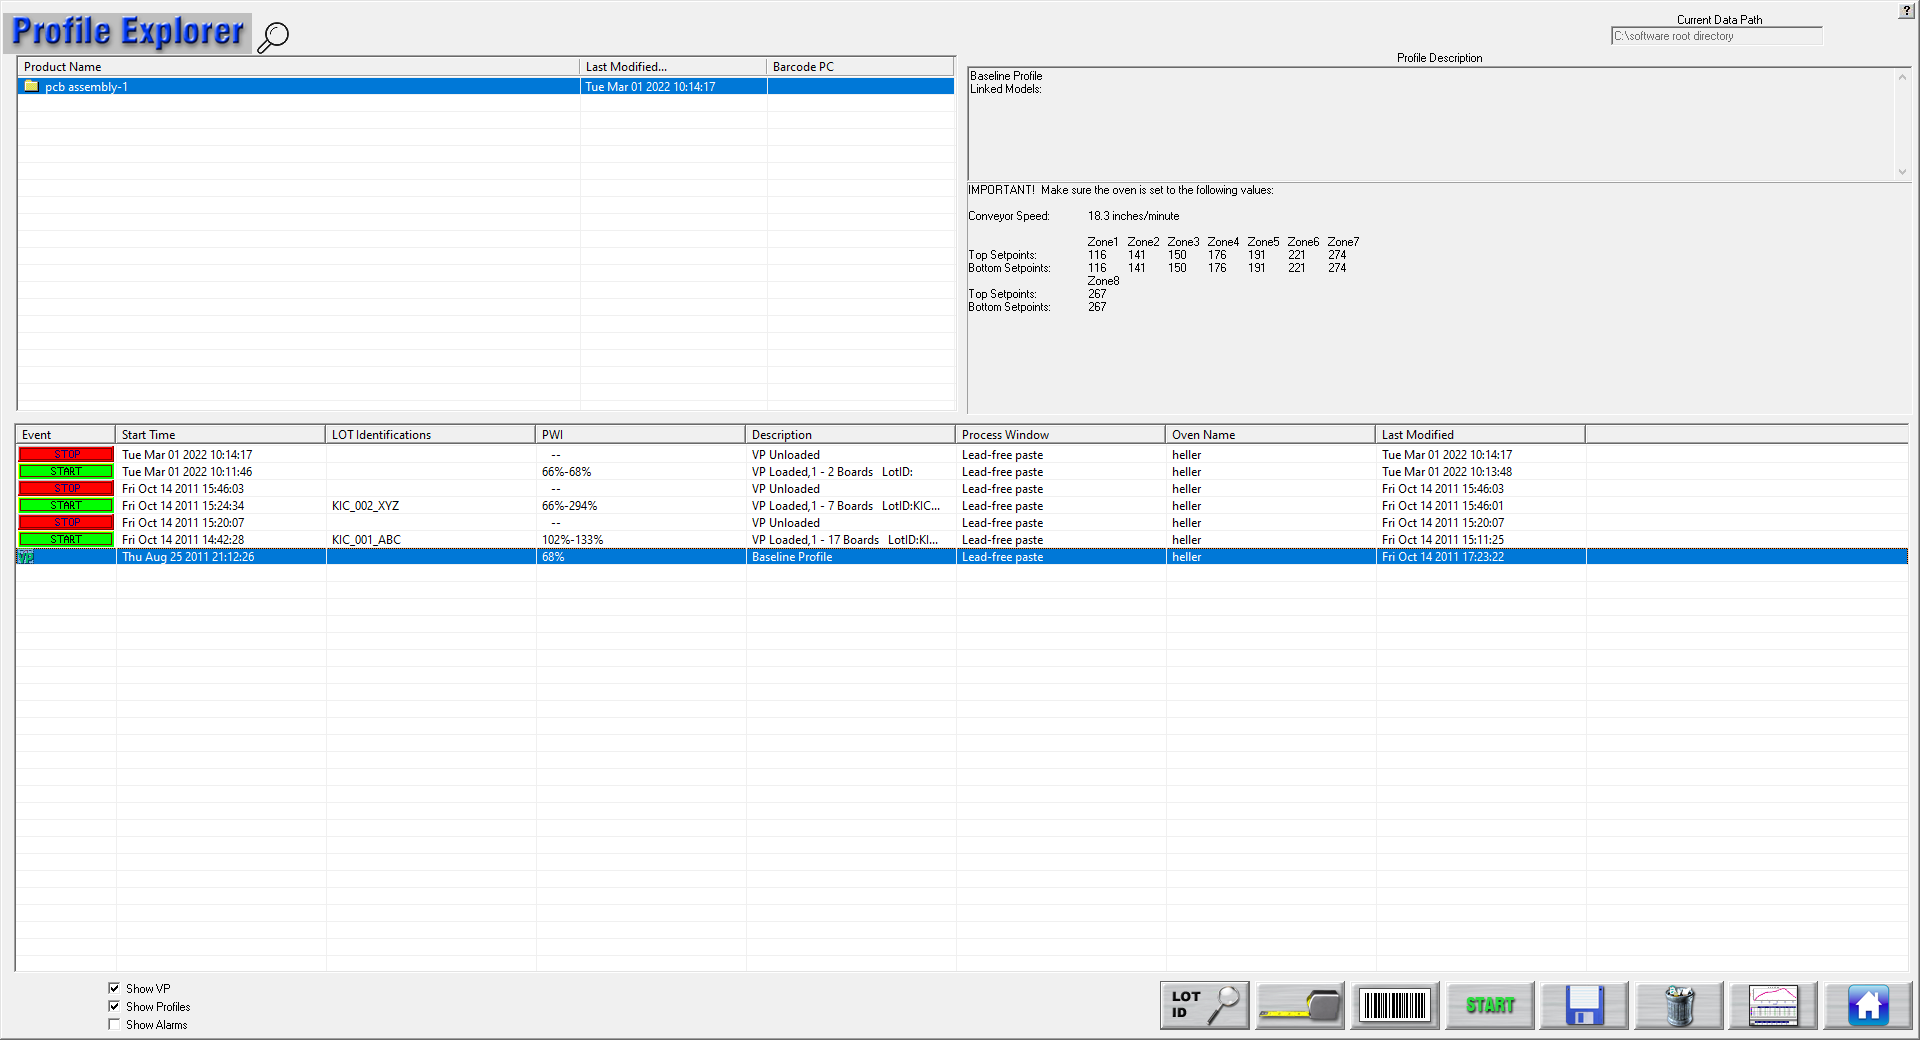 Profile Explorer
?
Current Data Path
C:\software root directory
Product Name Last Modified... Barcode PC
pcb assembly-1 Tue Mar 01 2022 10:14:17
Profile Description
Baseline Profile
Linked Models:
IMPORTANT! Make sure the oven is set to the following values:
Conveyor Speed: 18.3 inches/minute
Zone1 Zone2 Zone3 Zone4 Zone5 Zone6 Zone7
Top Setpoints: 116 141 150 176 191 221 274
Bottom Setpoints: 116 141 150 176 191 221 274
Zone8
Top Setpoints: 267
Bottom Setpoints: 267
Event Start Time LOT Identifications PWI Description Process Window Oven Name Last Modified
STOP Tue Mar 01 2022 10:14:17 -- VP Unloaded Lead-free paste heller Tue Mar 01 2022 10:14:17
START Tue Mar 01 2022 10:11:46 66%-68% VP Loaded,1 - 2 Boards LotID: Lead-free paste heller Tue Mar 01 2022 10:13:48
STOP Fri Oct 14 2011 15:46:03 -- VP Unloaded Lead-free paste heller Fri Oct 14 2011 15:46:03
START Fri Oct 14 2011 15:24:34 KIC_002_XYZ 66%-294% VP Loaded,1 - 7 Boards LotID:KIC... Lead-free paste heller Fri Oct 14 2011 15:46:01
STOP Fri Oct 14 2011 15:20:07 -- VP Unloaded Lead-free paste heller Fri Oct 14 2011 15:20:07
START Fri Oct 14 2011 14:42:28 KIC_001_ABC 102%-133% VP Loaded,1 - 17 Boards LotID:KI... Lead-free paste heller Fri Oct 14 2011 15:11:25
VP Thu Aug 25 2011 21:12:26 68% Baseline Profile Lead-free paste heller Fri Oct 14 2011 17:23:22
Show VP
Show Profiles
Show Alarms
LOT
ID
START